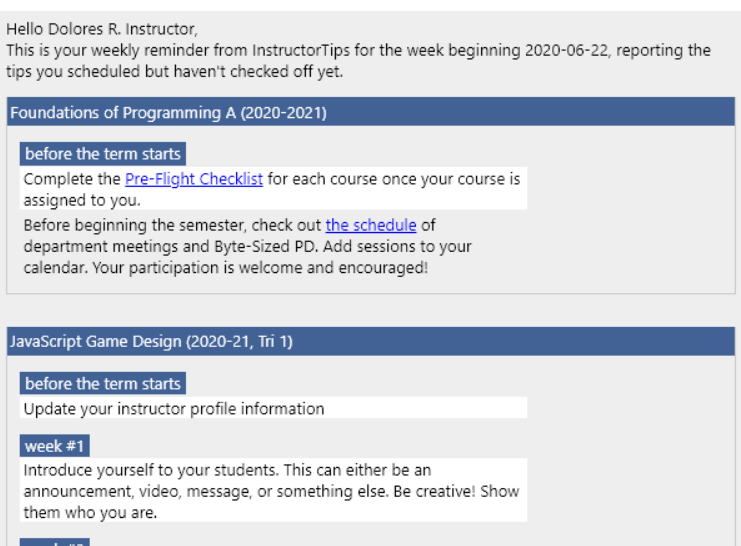 Hello Dolores R. Instructor,
This is your weekly reminder from InstructorTips for the week beginning 2020-06-22, reporting the
tips you scheduled but haven't checked off yet.
Foundations of Programming A (2020-2021)
before the term starts
Complete the Pre-Flight Checklist for each course once your course is
assigned to you.
Before beginning the semester, check out the schedule of
department meetings and Byte-Sized PD. Add sessions to your
calendar. Your participation is welcome and encouraged!
JavaScript Game Design (2020-21, Tri 1)
before the term starts
Update your instructor profile information
week #1
Introduce yourself to your students. This can either be an
announcement, video, message, or something else. Be creative! Show
them who you are.